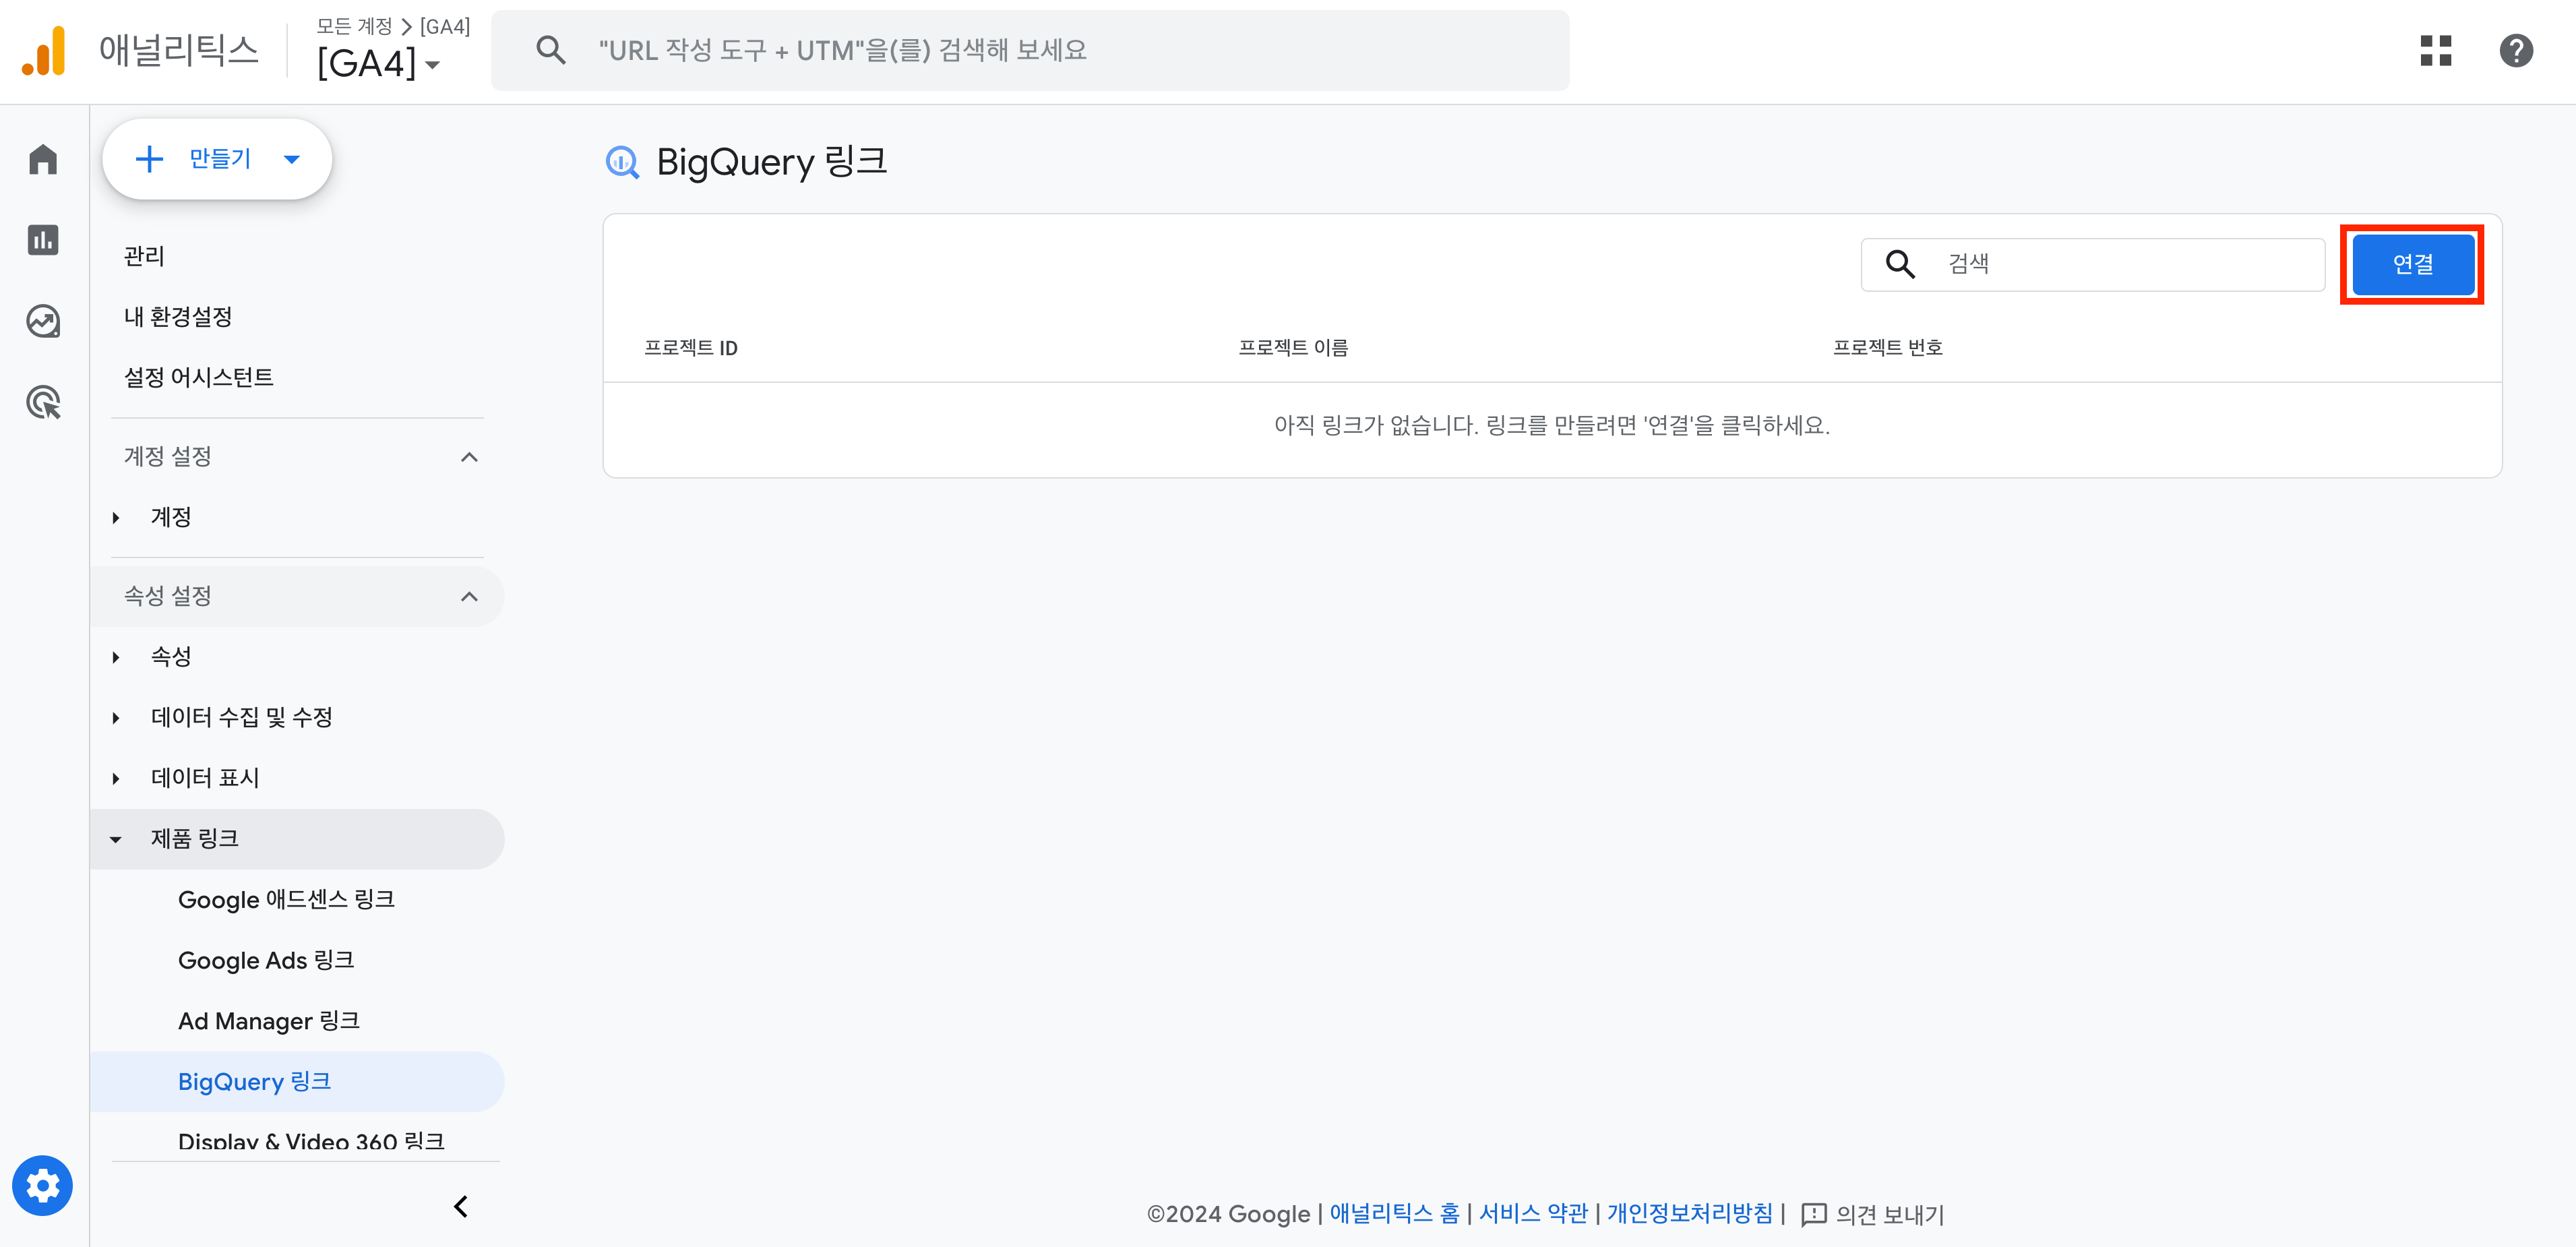 애널리틱스
모든 계정 > [GA4]
[GA4]
"URL 작성 도구 + UTM"을(를) 검색해 보세요
만들기
관리
내 환경설정
설정 어시스턴트
계정 설정
계정
속성 설정
속성
데이터 수집 및 수정
데이터 표시
제품 링크
Google 애드센스 링크
Google Ads 링크
Ad Manager 링크
BigQuery 링크
Display & Video 360 링크
BigQuery 링크
검색
연결
프로젝트 ID 프로젝트 이름 프로젝트 번호
아직 링크가 없습니다. 링크를 만들려면 '연결'을 클릭하세요.
©2024 Google | 애널리틱스 홈 | 서비스 약관 | 개인정보처리방침 | 의견 보내기